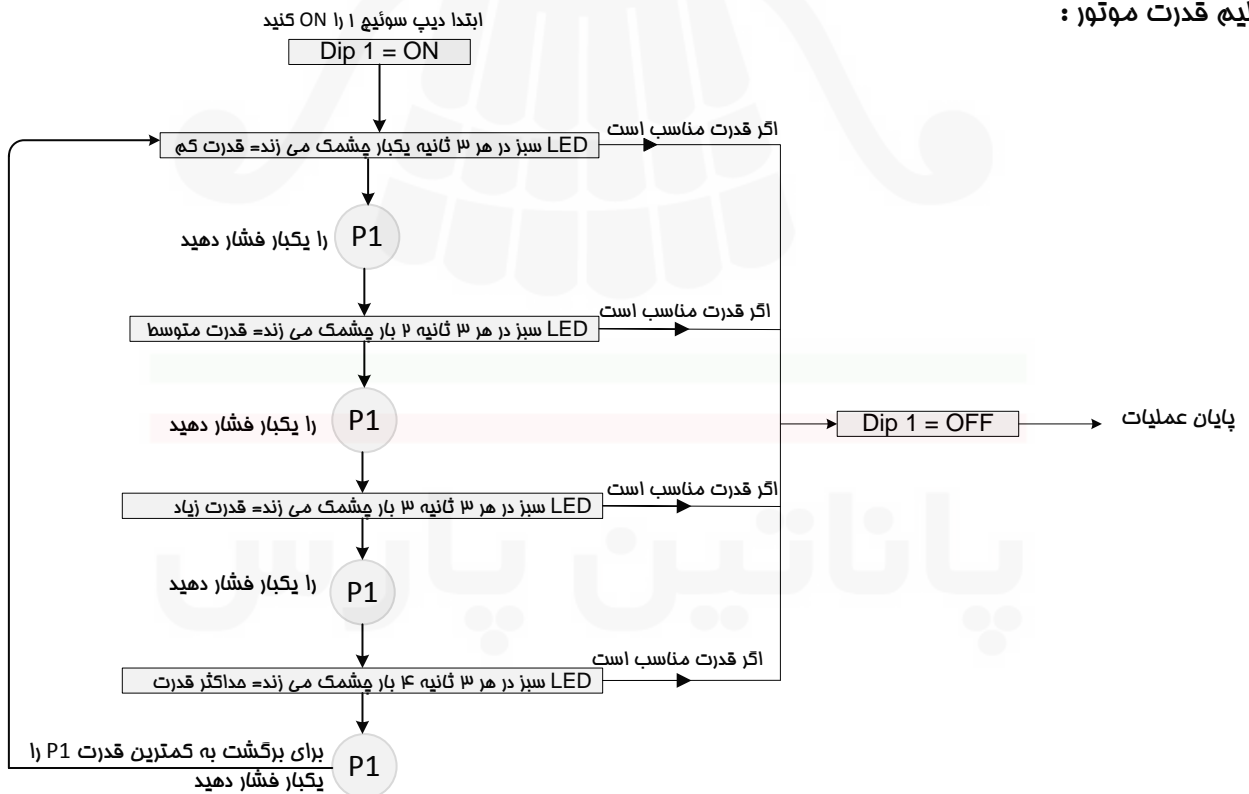 قدرت موتور :
ابتدا دیپ سوئیچ ۱ را ON کنید
Dip 1 = ON
LED سبز در هر ۳ ثانیه یکبار چشمک می زند= قدرت کم
اگر قدرت مناسب است
P1 را یکبار فشار دهید
LED سبز در هر ۳ ثانیه ۲ بار چشمک می زند= قدرت متوسط
اگر قدرت مناسب است
P1 را یکبار فشار دهید
Dip 1 = OFF
پایان عملیات
LED سبز در هر ۳ ثانیه ۳ بار چشمک می زند= قدرت زیاد
اگر قدرت مناسب است
P1 را یکبار فشار دهید
LED سبز در هر ۳ ثانیه ۴ بار چشمک می زند= حداکثر قدرت
اگر قدرت مناسب است
P1
برای برگشت به کمترین قدرت P1 را
یکبار فشار دهید
پاناتین پارس